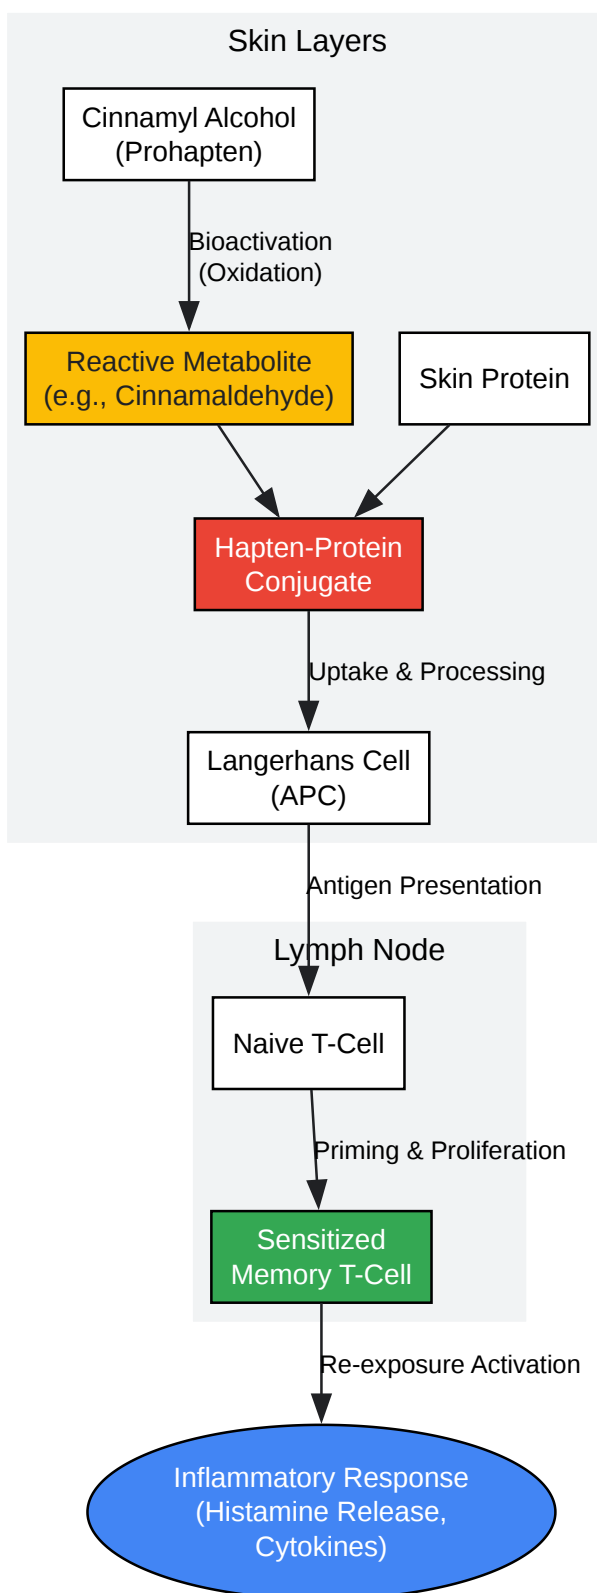 Skin Layers
Cinnamyl Alcohol
(Prohapten)
Bioactivation
(Oxidation)
Reactive Metabolite
(e.g., Cinnamaldehyde)
Skin Protein
Hapten-Protein
Conjugate
Uptake & Processing
Langerhans Cell
(APC)
Antigen Presentation
Lymph Node
Naive T-Cell
Priming & Proliferation
Sensitized
Memory T-Cell
Re-exposure Activation
Inflammatory Response
(Histamine Release,
Cytokines)